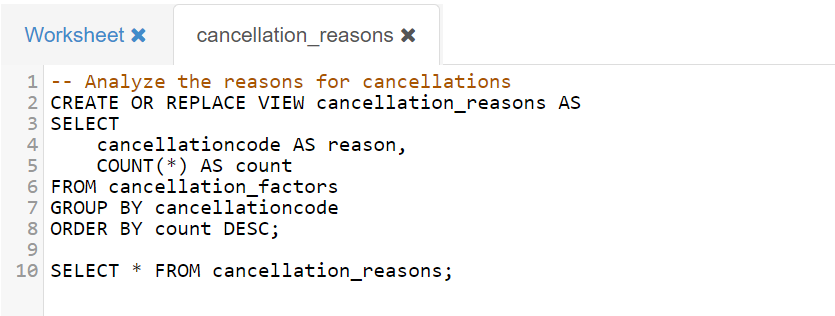 Worksheet ✖ cancellation_reasons ✖
1 -- Analyze the reasons for cancellations
2 CREATE OR REPLACE VIEW cancellation_reasons AS
3 SELECT
4     cancellationcode AS reason,
5     COUNT(*) AS count
6 FROM cancellation_factors
7 GROUP BY cancellationcode
8 ORDER BY count DESC;
9
10 SELECT * FROM cancellation_reasons;